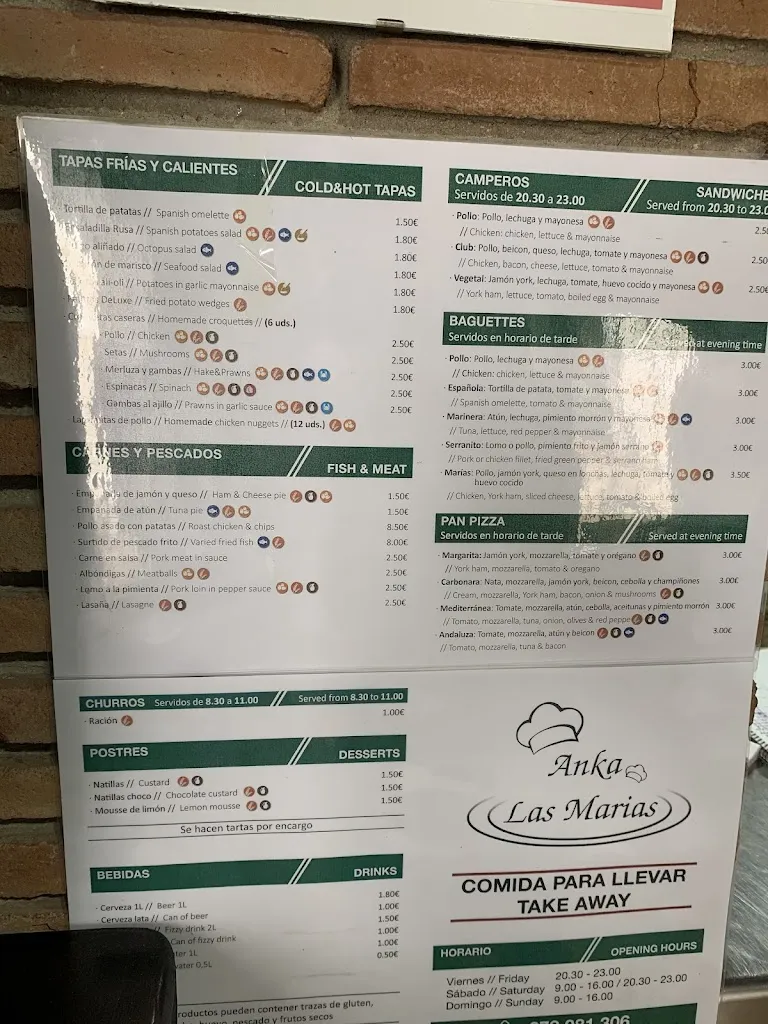 TAPAS FRÍAS Y CALIENTES
COLD&HOT TAPAS
Tortilla de patatas // Spanish omelette
1.50€
Rusa // Spanish potatoes salad
1.80€
aliñado // Octopus salad
1.80€
de marisco // Seafood salad
1.80€
// Potatoes in garlic mayonnaise
1.80€
DeLuxe // Fried potato wedges
1.80€
caseras // Homemade croquettes // (6 uds.)
· Pollo // Chicken
2.50€
· Setas // Mushrooms
2.50€
· Merluza y gambas // Hake&Prawns
2.50€
· Espinacas // Spinach
2.50€
· Gambas al ajillo // Prawns in garlic sauce
2.50€
de pollo // Homemade chicken nuggets // (12 uds.)
CARNES Y PESCADOS
FISH & MEAT
· Empanada de jamón y queso // Ham & Cheese pie
1.50€
· Empanada de atún // Tuna pie
1.50€
· Pollo asado con patatas // Roast chicken & chips
8.50€
· Surtido de pescado frito // Varied fried fish
8.00€
· Carne en salsa // Pork meat in sauce
2.50€
· Albóndigas // Meatballs
2.50€
· Lomo a la pimienta // Pork loin in pepper sauce
2.50€
· Lasaña // Lasagne
2.50€
CHURROS Servidos de 8.30 a 11.00
Served from 8.30 to 11.00
· Ración
1.00€
POSTRES
DESSERTS
· Natillas // Custard
1.50€
· Natillas choco // Chocolate custard
1.50€
· Mousse de limón // Lemon mousse
1.50€
Se hacen tartas por encargo
BEBIDAS
DRINKS
· Cerveza 1L // Beer 1L
1.80€
· Cerveza lata // Can of beer
1.00€
// Fizzy drink 2L
1.50€
Can of fizzy drink
1.00€
1L
1.00€
water 0,5L
0.50€
productos pueden contener trazas de gluten,
pescado y frutos secos
CAMPEROS
Servidos de 20.30 a 23.00
Served from 20.30 to
· Pollo: Pollo, lechuga y mayonesa
// Chicken: chicken, lettuce & mayonnaise
· Club: Pollo, beicon, queso, lechuga, tomate y mayonesa
2.50€
// Chicken, bacon, cheese, lettuce, tomato & mayonnaise
· Vegetal: Jamón york, lechuga, tomate, huevo cocido y mayonesa
2.50€
// York ham, lettuce, tomato, boiled egg & mayonnaise
BAGUETTES
Servidos en horario de tarde
Served at evening time
· Pollo: Pollo, lechuga y mayonesa
3.00€
// Chicken: chicken, lettuce & mayonnaise
· Española: Tortilla de patata, tomate y mayonesa
3.00€
// Spanish omelette, tomato & mayonnaise
· Marinera: Atún, lechuga, pimiento morrón y mayonesa
3.00€
// Tuna, lettuce, red pepper & mayonnaise
· Serranito: Lomo o pollo, pimiento frito y jamón serrano
3.00€
// Pork or chicken fillet, fried green pepper & serrano ham
· Marías: Pollo, jamón york, queso en lonchas, lechuga, tomate y
huevo cocido
3.50€
// Chicken, York ham, sliced cheese, lettuce, tomato & boiled egg
PAN PIZZA
Servidos en horario de tarde
Served at evening time
· Margarita: Jamón york, mozzarella, tomate y orégano
3.00€
// York ham, mozzarella, tomato & oregano
· Carbonara: Nata, mozzarella, jamón york, beicon, cebolla y champiñones
3.00€
// Cream, mozzarella, York ham, bacon, onion & mushrooms
· Mediterránea: Tomate, mozzarella, atún, cebolla, aceitunas y pimiento morrón 3.00€
// Tomato, mozzarella, tuna, onion, olives & red pepper
· Andaluza: Tomate, mozzarella, atún y beicon
3.00€
// Tomato, mozzarella, tuna & bacon
Anka
Las Marias
COMIDA PARA LLEVAR
TAKE AWAY
HORARIO
OPENING HOURS
Viernes // Friday 20.30 - 23.00
Sábado // Saturday 9.00 - 16.00 / 20.30 - 23.00
Domingo // Sunday 9.00 - 16.00